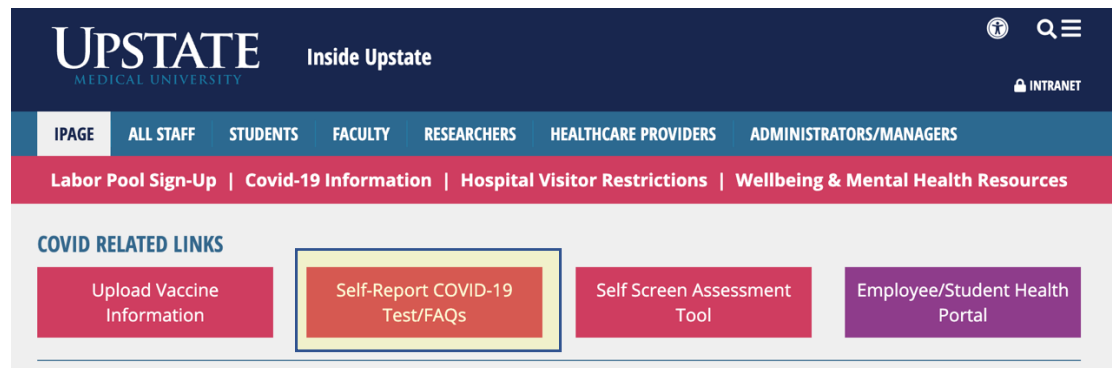 UPSTATE
MEDICAL UNIVERSITY
Inside Upstate
INTRANET
IPAGE ALL STAFF STUDENTS FACULTY RESEARCHERS HEALTHCARE PROVIDERS ADMINISTRATORS/MANAGERS
Labor Pool Sign-Up | Covid-19 Information | Hospital Visitor Restrictions | Wellbeing & Mental Health Resources
COVID RELATED LINKS
Upload Vaccine
Information
Self-Report COVID-19
Test/FAQs
Self Screen Assessment
Tool
Employee/Student Health
Portal